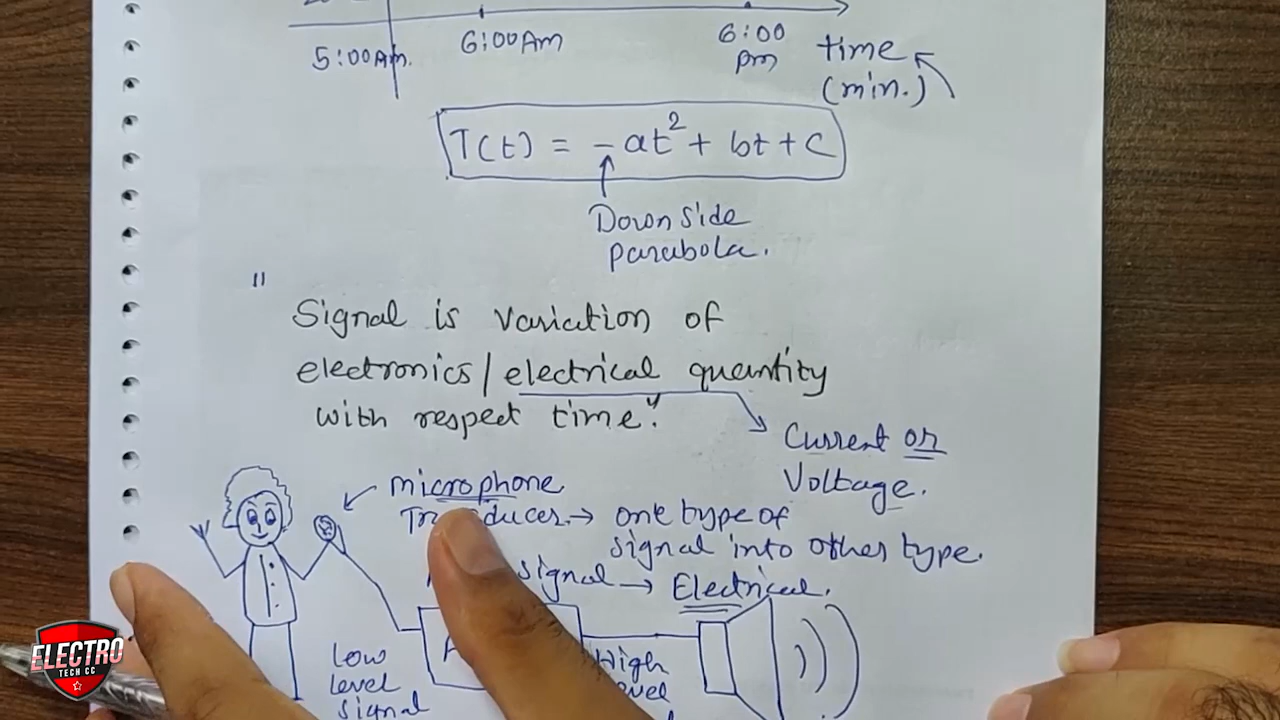 5:00Am.
6:00Am
6:00
pm
time
(min.)
T(t) = -at² + bt + c
Down side
parabola.
"
Signal is variation of
electronics/electrical quantity
with respect time."
Current or
Voltage.
microphone
→ one type of
signal into other type.
signal → Electrical.
Low
level
signal
High
ELECTRO
TECH CC